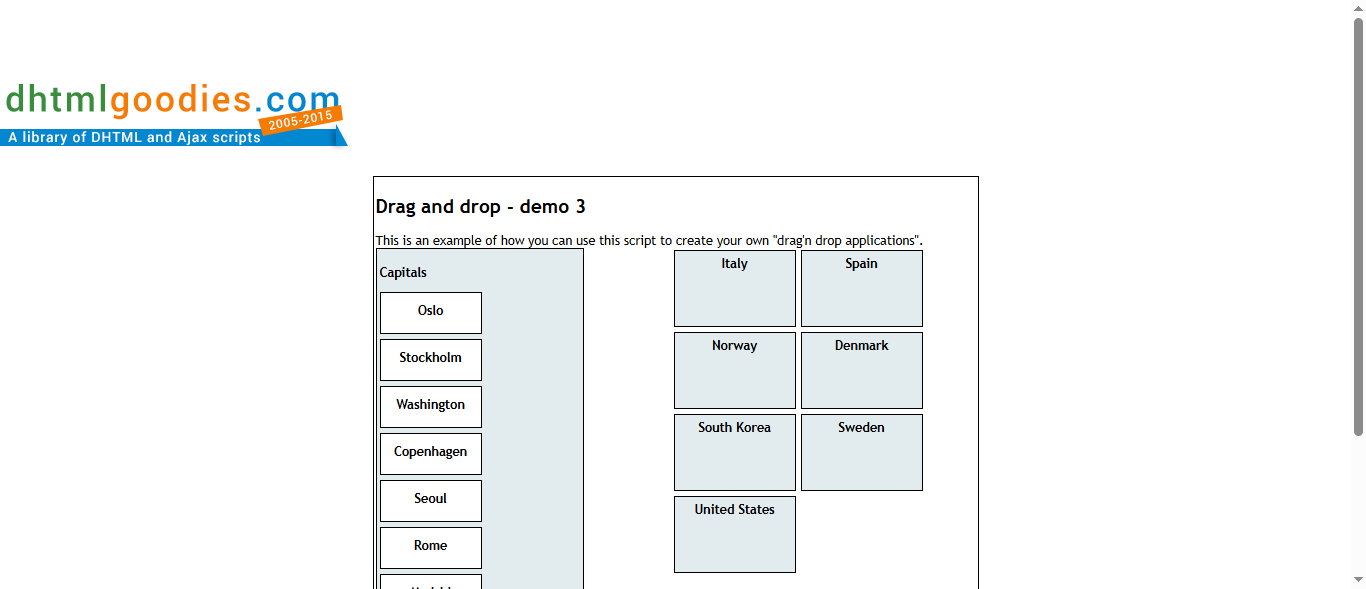 dhtmlgoodies.com
2005-2015
A library of DHTML and Ajax scripts
Drag and drop - demo 3
This is an example of how you can use this script to create your own "drag'n drop applications".
Capitals
Oslo
Stockholm
Washington
Copenhagen
Seoul
Rome
Italy
Spain
Norway
Denmark
South Korea
Sweden
United States